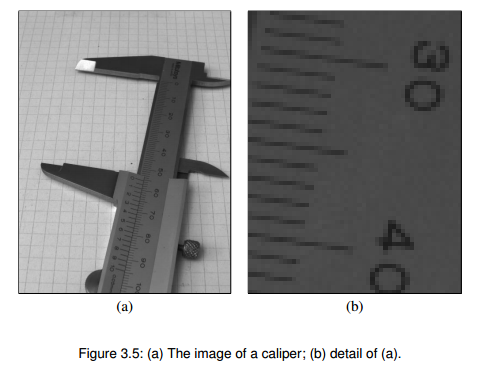 30
40
(a)
(b)
Figure 3.5: (a) The image of a caliper; (b) detail of (a).